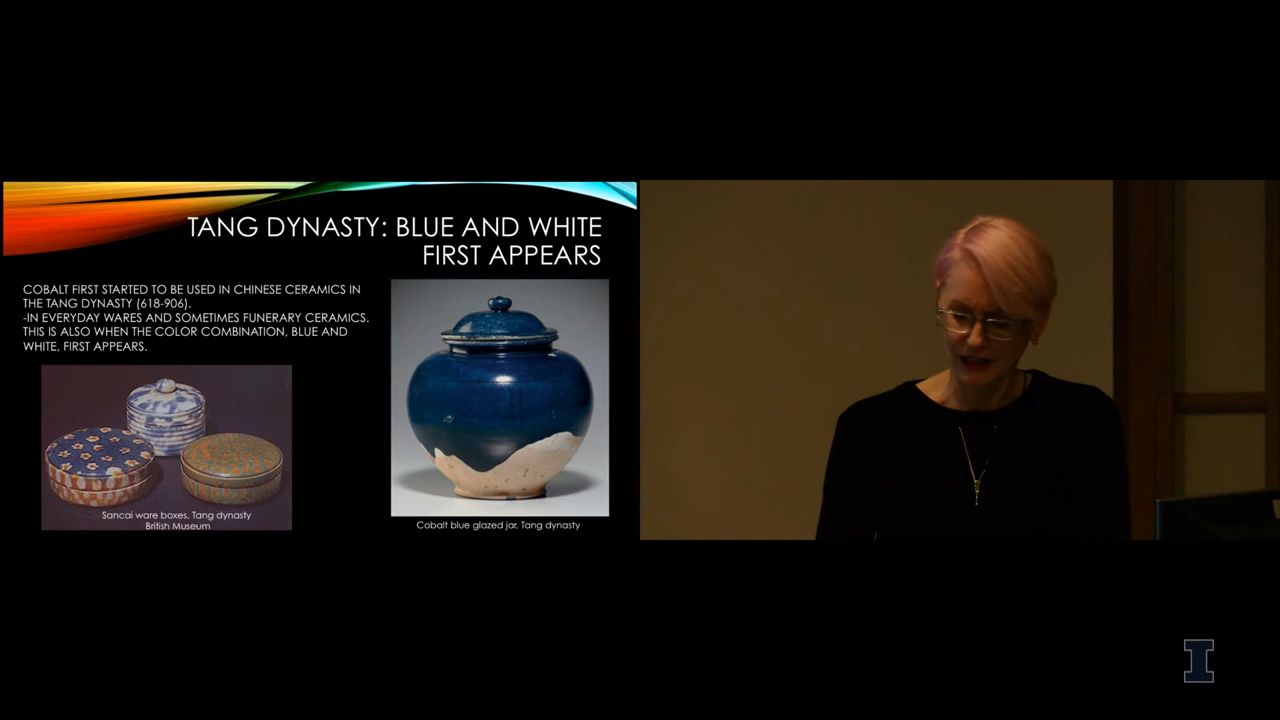 TANG DYNASTY: BLUE AND WHITE
FIRST APPEARS
COBALT FIRST STARTED TO BE USED IN CHINESE CERAMICS IN
THE TANG DYNASTY (618-906).
-IN EVERYDAY WARES AND SOMETIMES FUNERARY CERAMICS.
THIS IS ALSO WHEN THE COLOR COMBINATION, BLUE AND
WHITE, FIRST APPEARS.
Sancai ware boxes, Tang dynasty
British Museum
Cobalt blue glazed jar, Tang dynasty
I